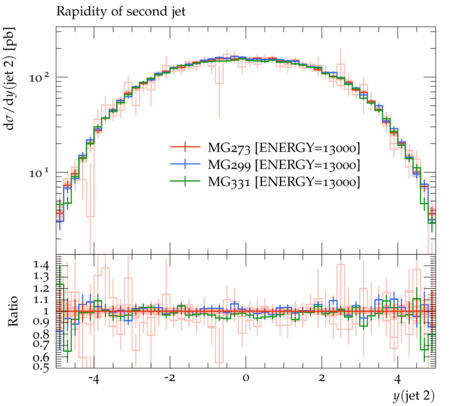 Rapidity of second jet
dσ/dy(jet 2) [pb]
10²
10¹
MG273 [ENERGY=13000]
MG299 [ENERGY=13000]
MG331 [ENERGY=13000]
Ratio
1.4
1.3
1.2
1.1
1
0.9
0.8
0.7
0.6
0.5
-4 -2 0 2 4
y(jet 2)